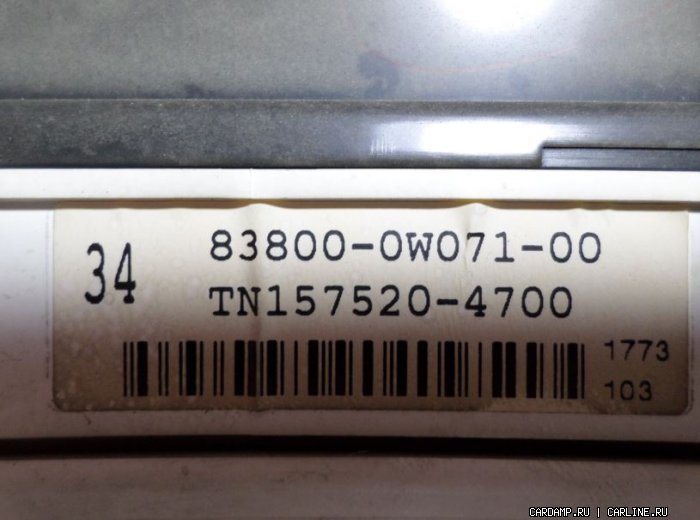 34
83800-0W071-00
TN157520-4700
1773
103
CARDAMP.RU | CARLINE.RU